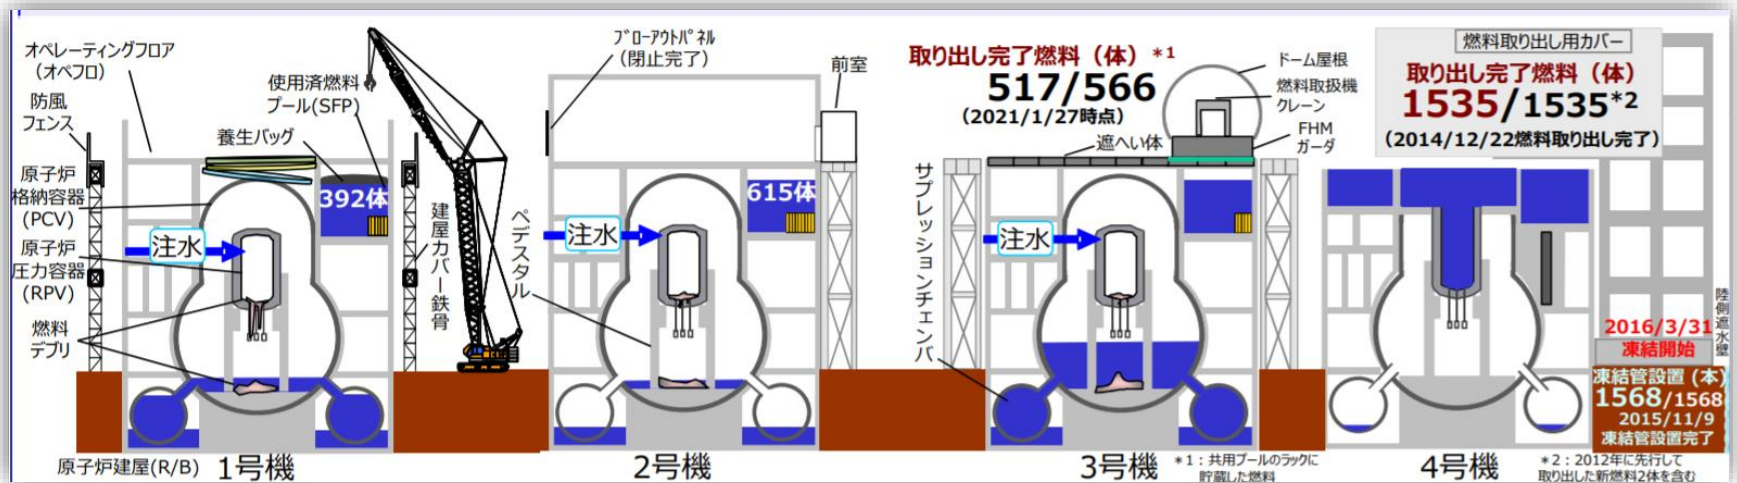 オペレーティングフロア
(オペフロ)
防風
フェンス
使用済燃料
プール(SFP)
養生バッグ
原子炉
格納容器
(PCV)
原子炉
圧力容器
(RPV)
燃料
デブリ
392体
注水
建屋カバー鉄骨
原子炉建屋(R/B)
1号機
ブローアウトパネル
(閉止完了)
前室
615体
注水
ペデスタル
2号機
取り出し完了燃料(体)*1
517/566
(2021/1/27時点)
ドーム屋根
燃料取扱機
クレーン
FHM
ガーダ
遮へい体
サプレッションチェンバ
注水
3号機
*1:共用プールのラックに
貯蔵した燃料
燃料取り出し用カバー
取り出し完了燃料(体)
1535/1535*2
(2014/12/22燃料取り出し完了)
陸側遮水壁
2016/3/31
凍結開始
凍結管設置(本)
1568/1568
2015/11/9
凍結管設置完了
4号機
*2:2012年に先行して
取り出した新燃料2体を含む